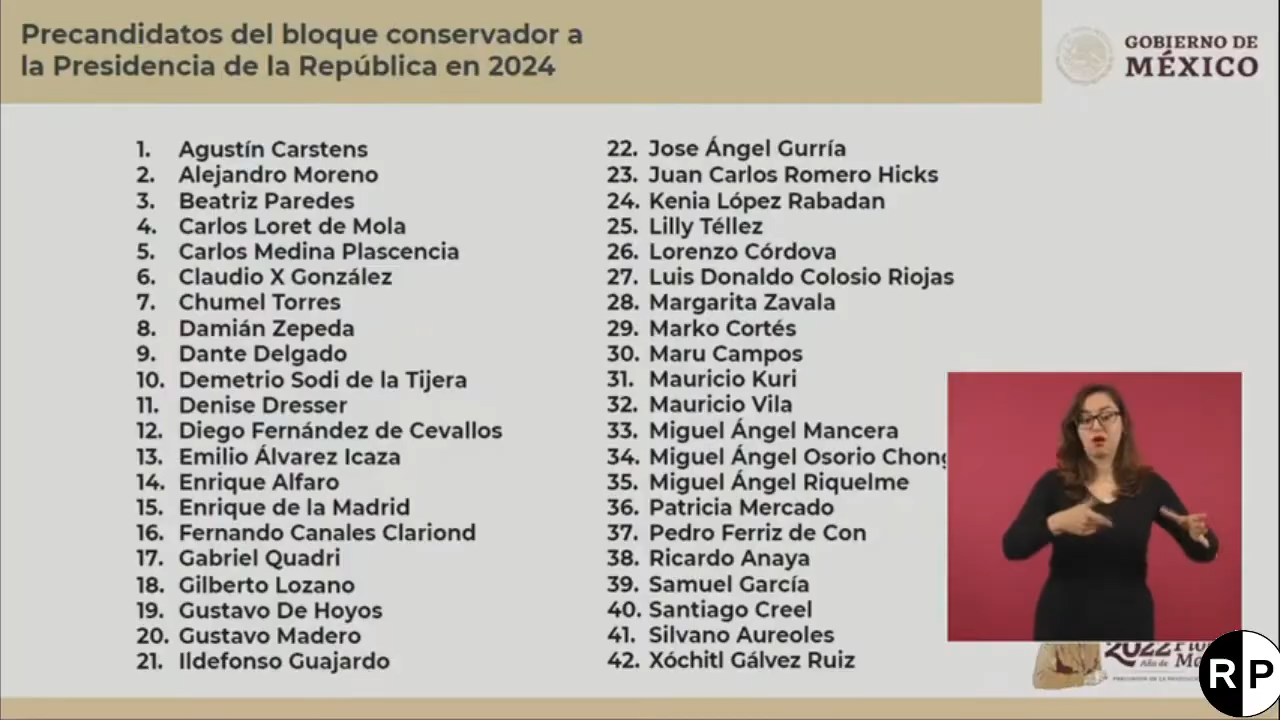 Precandidatos del bloque conservador a
la Presidencia de la República en 2024
GOBIERNO DE
MÉXICO
1. Agustín Carstens
2. Alejandro Moreno
3. Beatriz Paredes
4. Carlos Loret de Mola
5. Carlos Medina Plascencia
6. Claudio X González
7. Chumel Torres
8. Damián Zepeda
9. Dante Delgado
10. Demetrio Sodi de la Tijera
11. Denise Dresser
12. Diego Fernández de Cevallos
13. Emilio Álvarez Icaza
14. Enrique Alfaro
15. Enrique de la Madrid
16. Fernando Canales Clariond
17. Gabriel Quadri
18. Gilberto Lozano
19. Gustavo De Hoyos
20. Gustavo Madero
21. Ildefonso Guajardo
22. Jose Ángel Gurría
23. Juan Carlos Romero Hicks
24. Kenia López Rabadan
25. Lilly Téllez
26. Lorenzo Córdova
27. Luis Donaldo Colosio Riojas
28. Margarita Zavala
29. Marko Cortés
30. Maru Campos
31. Mauricio Kuri
32. Mauricio Vila
33. Miguel Ángel Mancera
34. Miguel Ángel Osorio Chong
35. Miguel Ángel Riquelme
36. Patricia Mercado
37. Pedro Ferriz de Con
38. Ricardo Anaya
39. Samuel García
40. Santiago Creel
41. Silvano Aureoles
42. Xóchitl Gálvez Ruiz
2022
Año de
RP